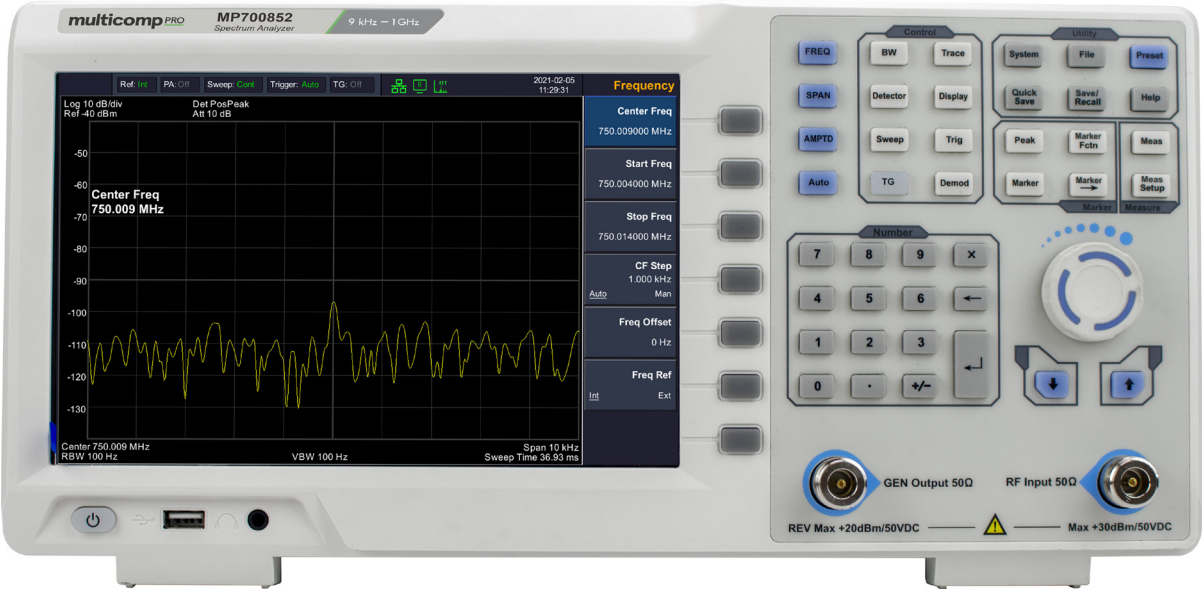 multicomp PRO
MP700852
Spectrum Analyzer
9 kHz – 1GHz
Ref: Int
PA: Off
Sweep: Cont
Trigger: Auto
TG: Off
2021-02-05
11:29:31
Log 10 dB/div
Det PosPeak
Ref -40 dBm
Att 10 dB
-50
-60
-70
-80
-90
-100
-110
-120
-130
Center Freq
750.009 MHz
Center 750.009 MHz
Span 10 kHz
RBW 100 Hz
VBW 100 Hz
Sweep Time 36.93 ms
Frequency
Center Freq
750.009000 MHz
Start Freq
750.004000 MHz
Stop Freq
750.014000 MHz
CF Step
1.000 kHz
Auto Man
Freq Offset
0 Hz
Freq Ref
Int Ext
FREQ
SPAN
AMPTD
Auto
Control
BW
Trace
Detector
Display
Sweep
Trig
TG
Demod
Utility
System
File
Preset
Quick
Save
Save/
Recall
Help
Peak
Marker
Fctn
Meas
Marker
Marker
→
Meas
Setup
Marker
Measure
Number
7 8 9 ×
4 5 6 ←
1 2 3
0 . +/–
GEN Output 50Ω
RF Input 50Ω
REV Max +20dBm/50VDC
Max +30dBm/50VDC